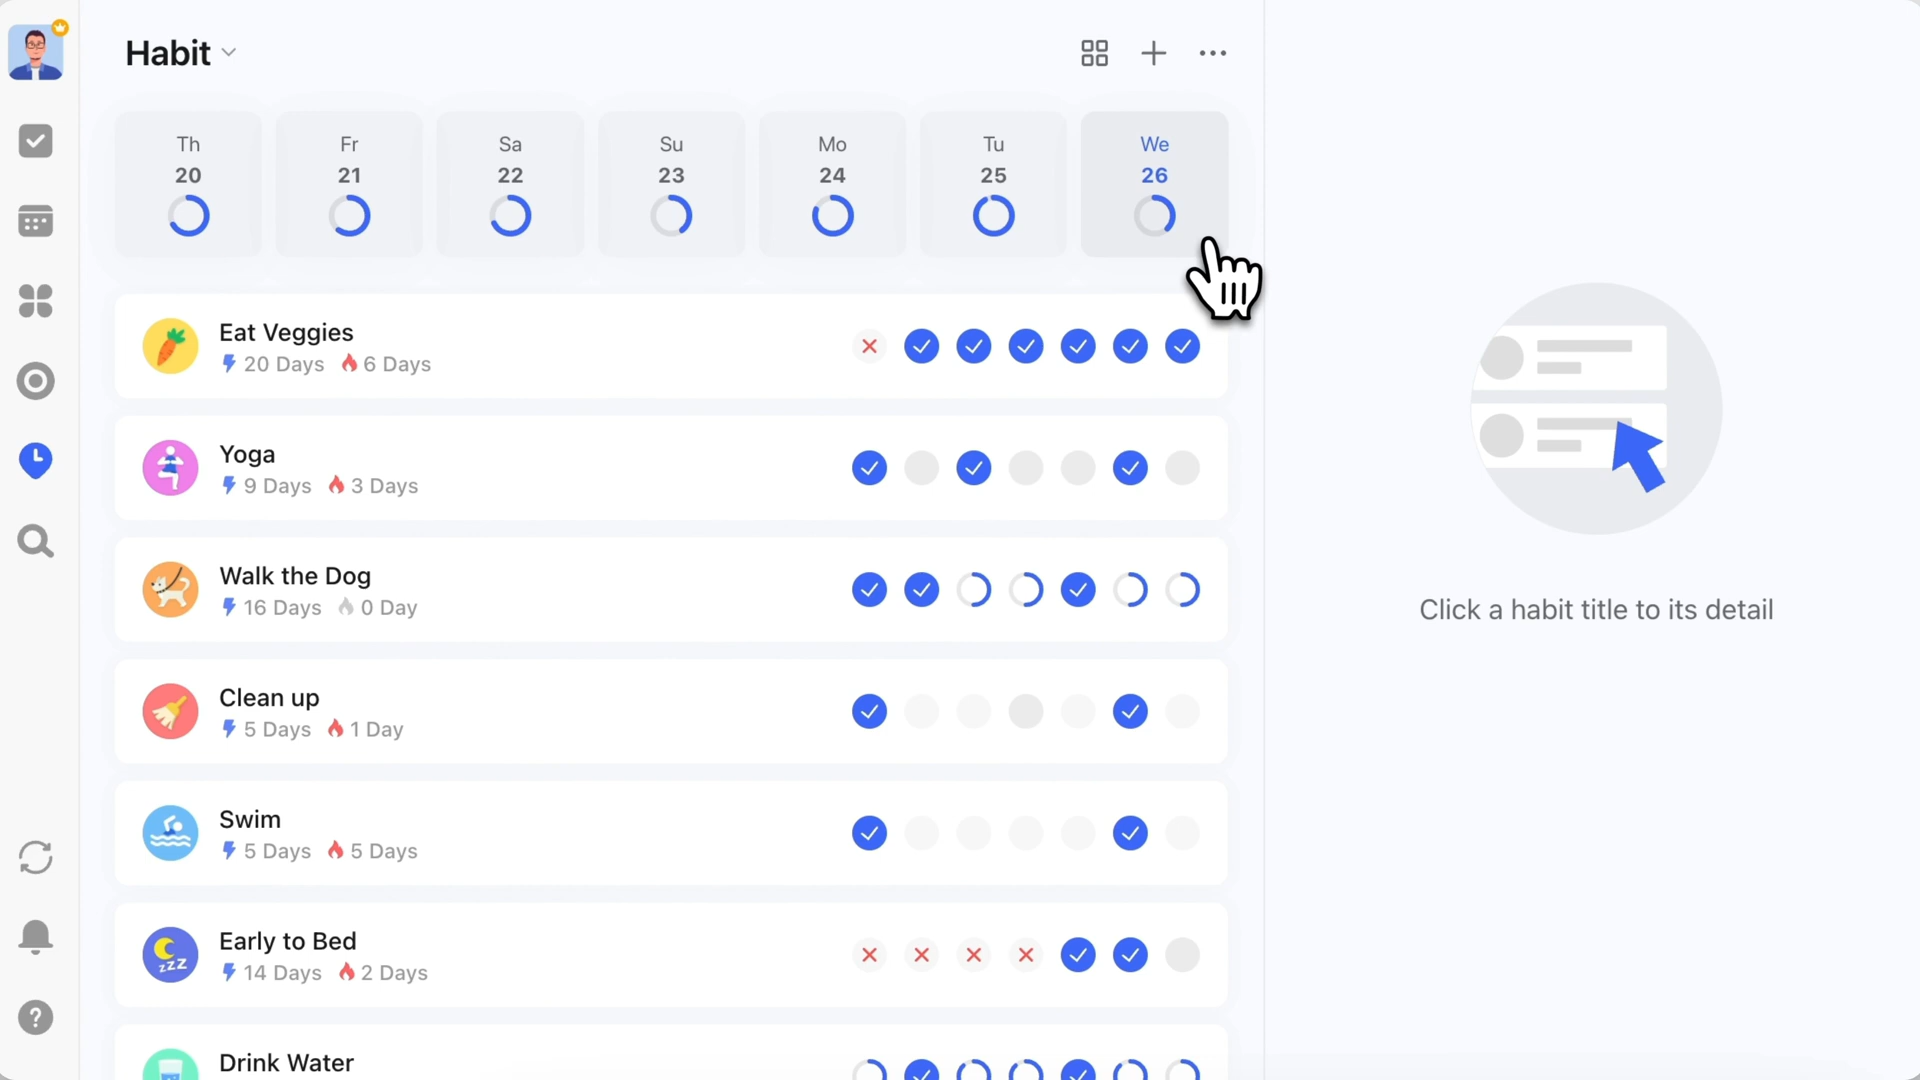 Habit
Th Fr Sa Su Mo Tu We
20 21 22 23 24 25 26
Eat Veggies
20 Days 6 Days
Yoga
9 Days 3 Days
Walk the Dog
16 Days 0 Day
Clean up
5 Days 1 Day
Swim
5 Days 5 Days
Early to Bed
zzz
14 Days 2 Days
Drink Water
Click a habit title to its detail
?